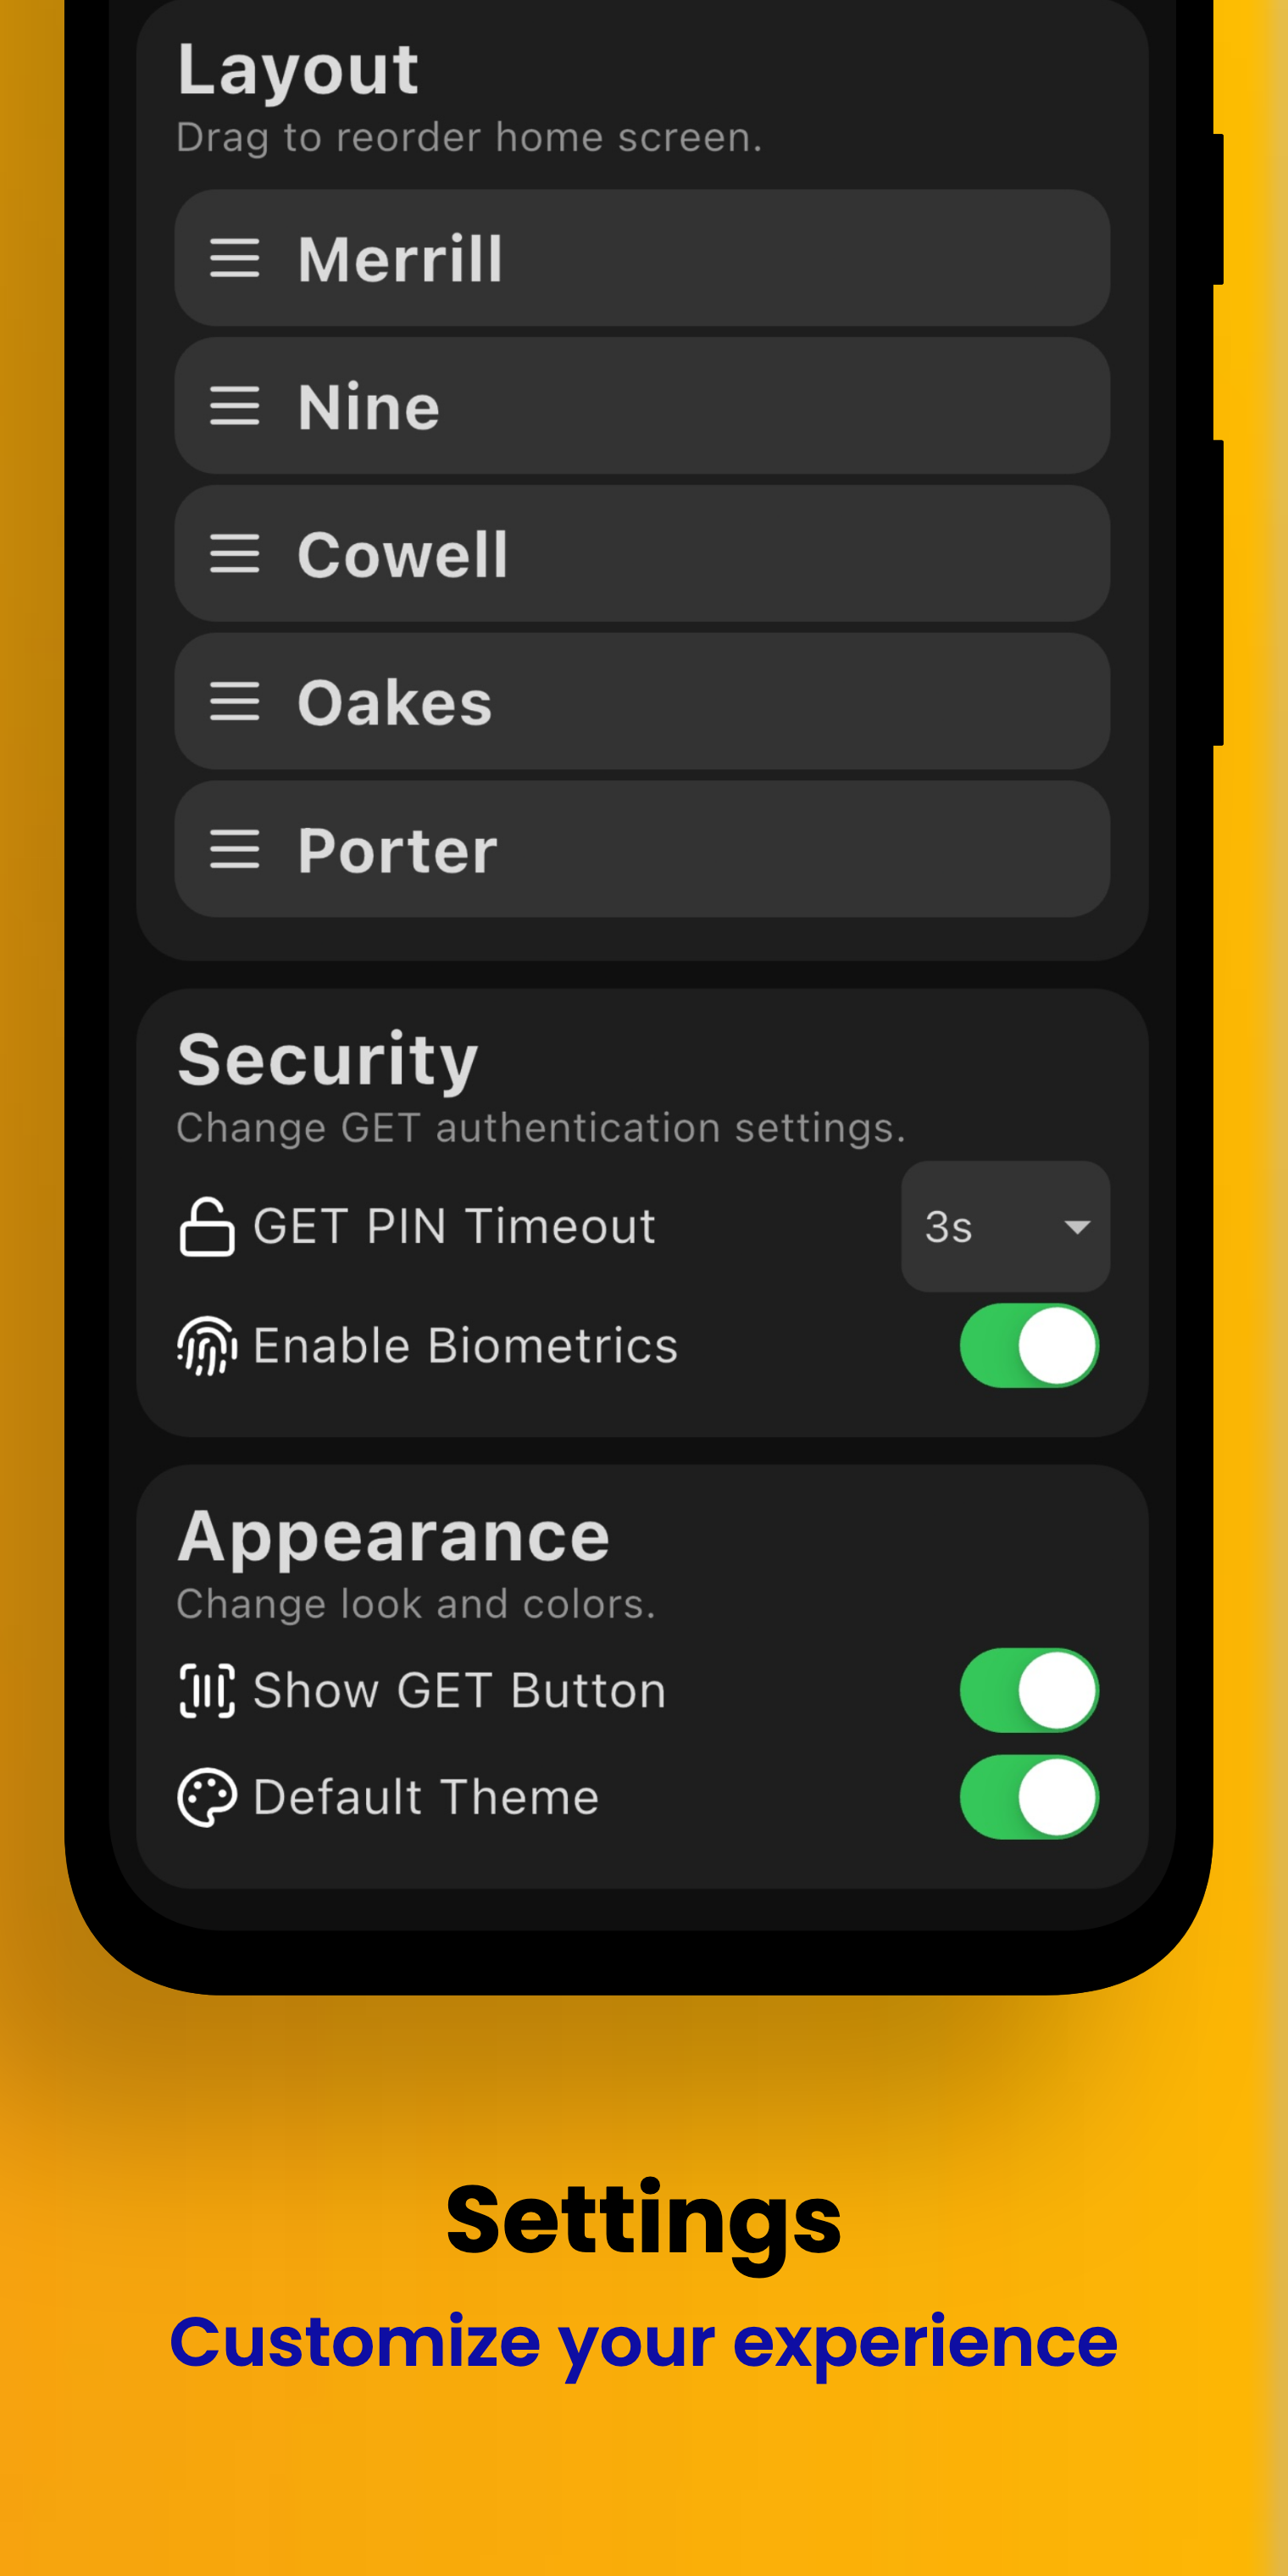 Layout
Drag to reorder home screen.
Merrill
Nine
Cowell
Oakes
Porter
Security
Change GET authentication settings.
GET PIN Timeout 3s
Enable Biometrics
Appearance
Change look and colors.
Show GET Button
Default Theme
Settings
Customize your experience